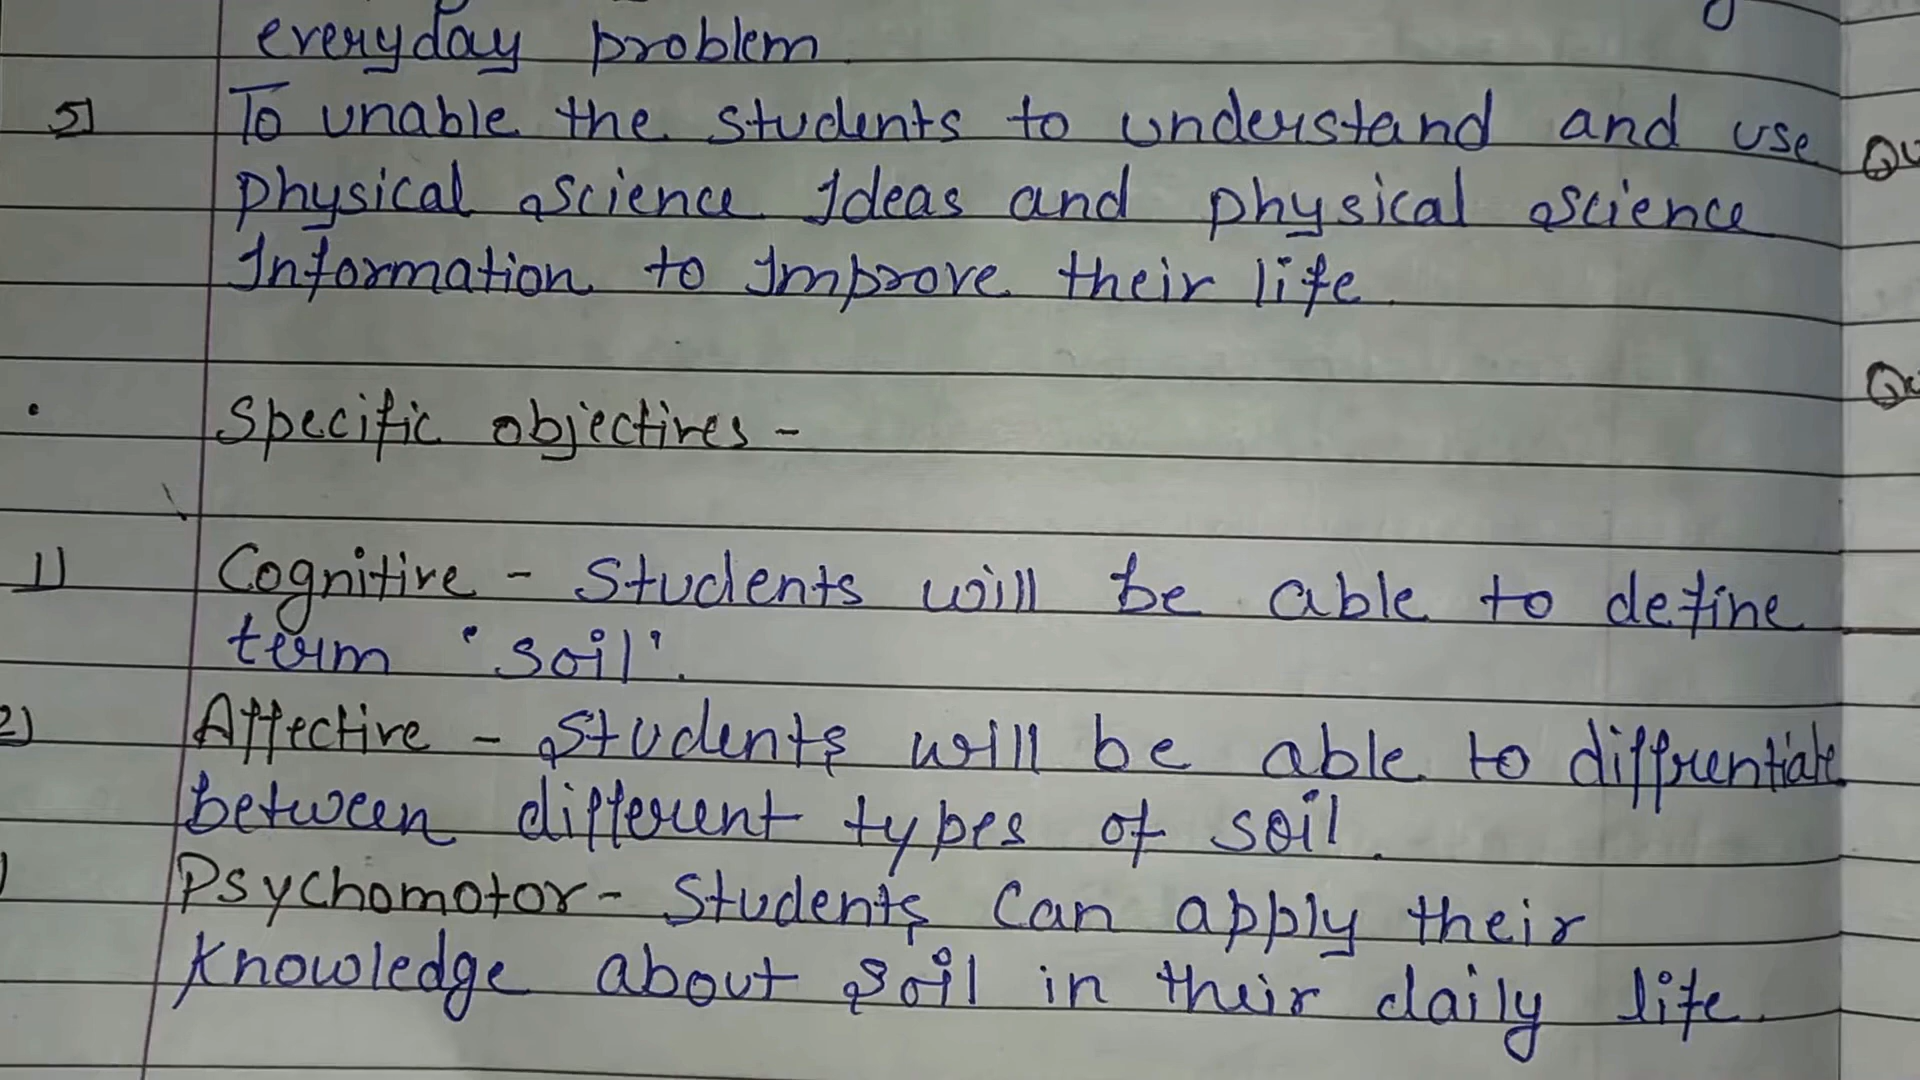 everyday problem
5) To unable the students to understand and use
physical science Ideas and physical science
Information to Improve their life.
• Specific objectives -
1) Cognitive - Students will be able to define
term 'soil'.
2) Affective - Students will be able to diffrentiate
between different types of soil.
) Psychomotor - Students can apply their
knowledge about soil in their daily life.
Qu
Qu